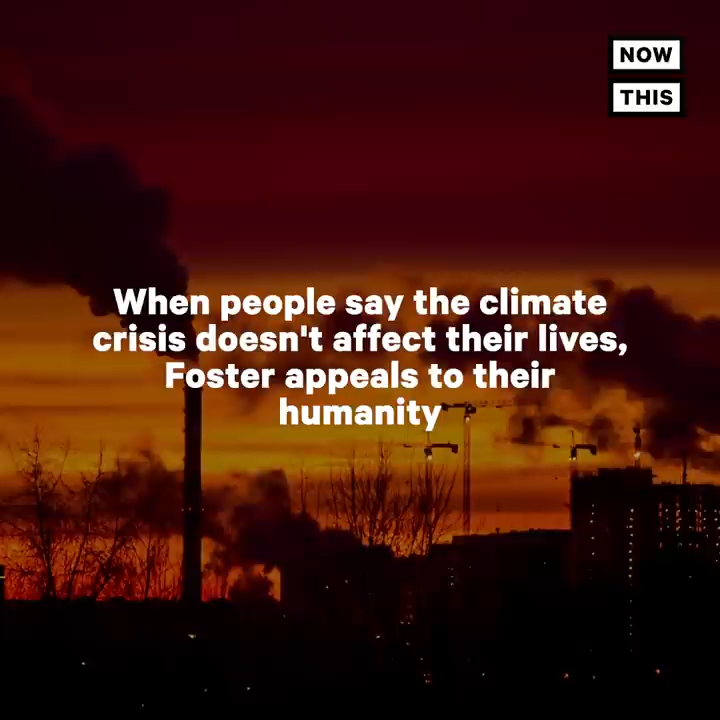 NOW
THIS
When people say the climate
crisis doesn't affect their lives,
Foster appeals to their
humanity